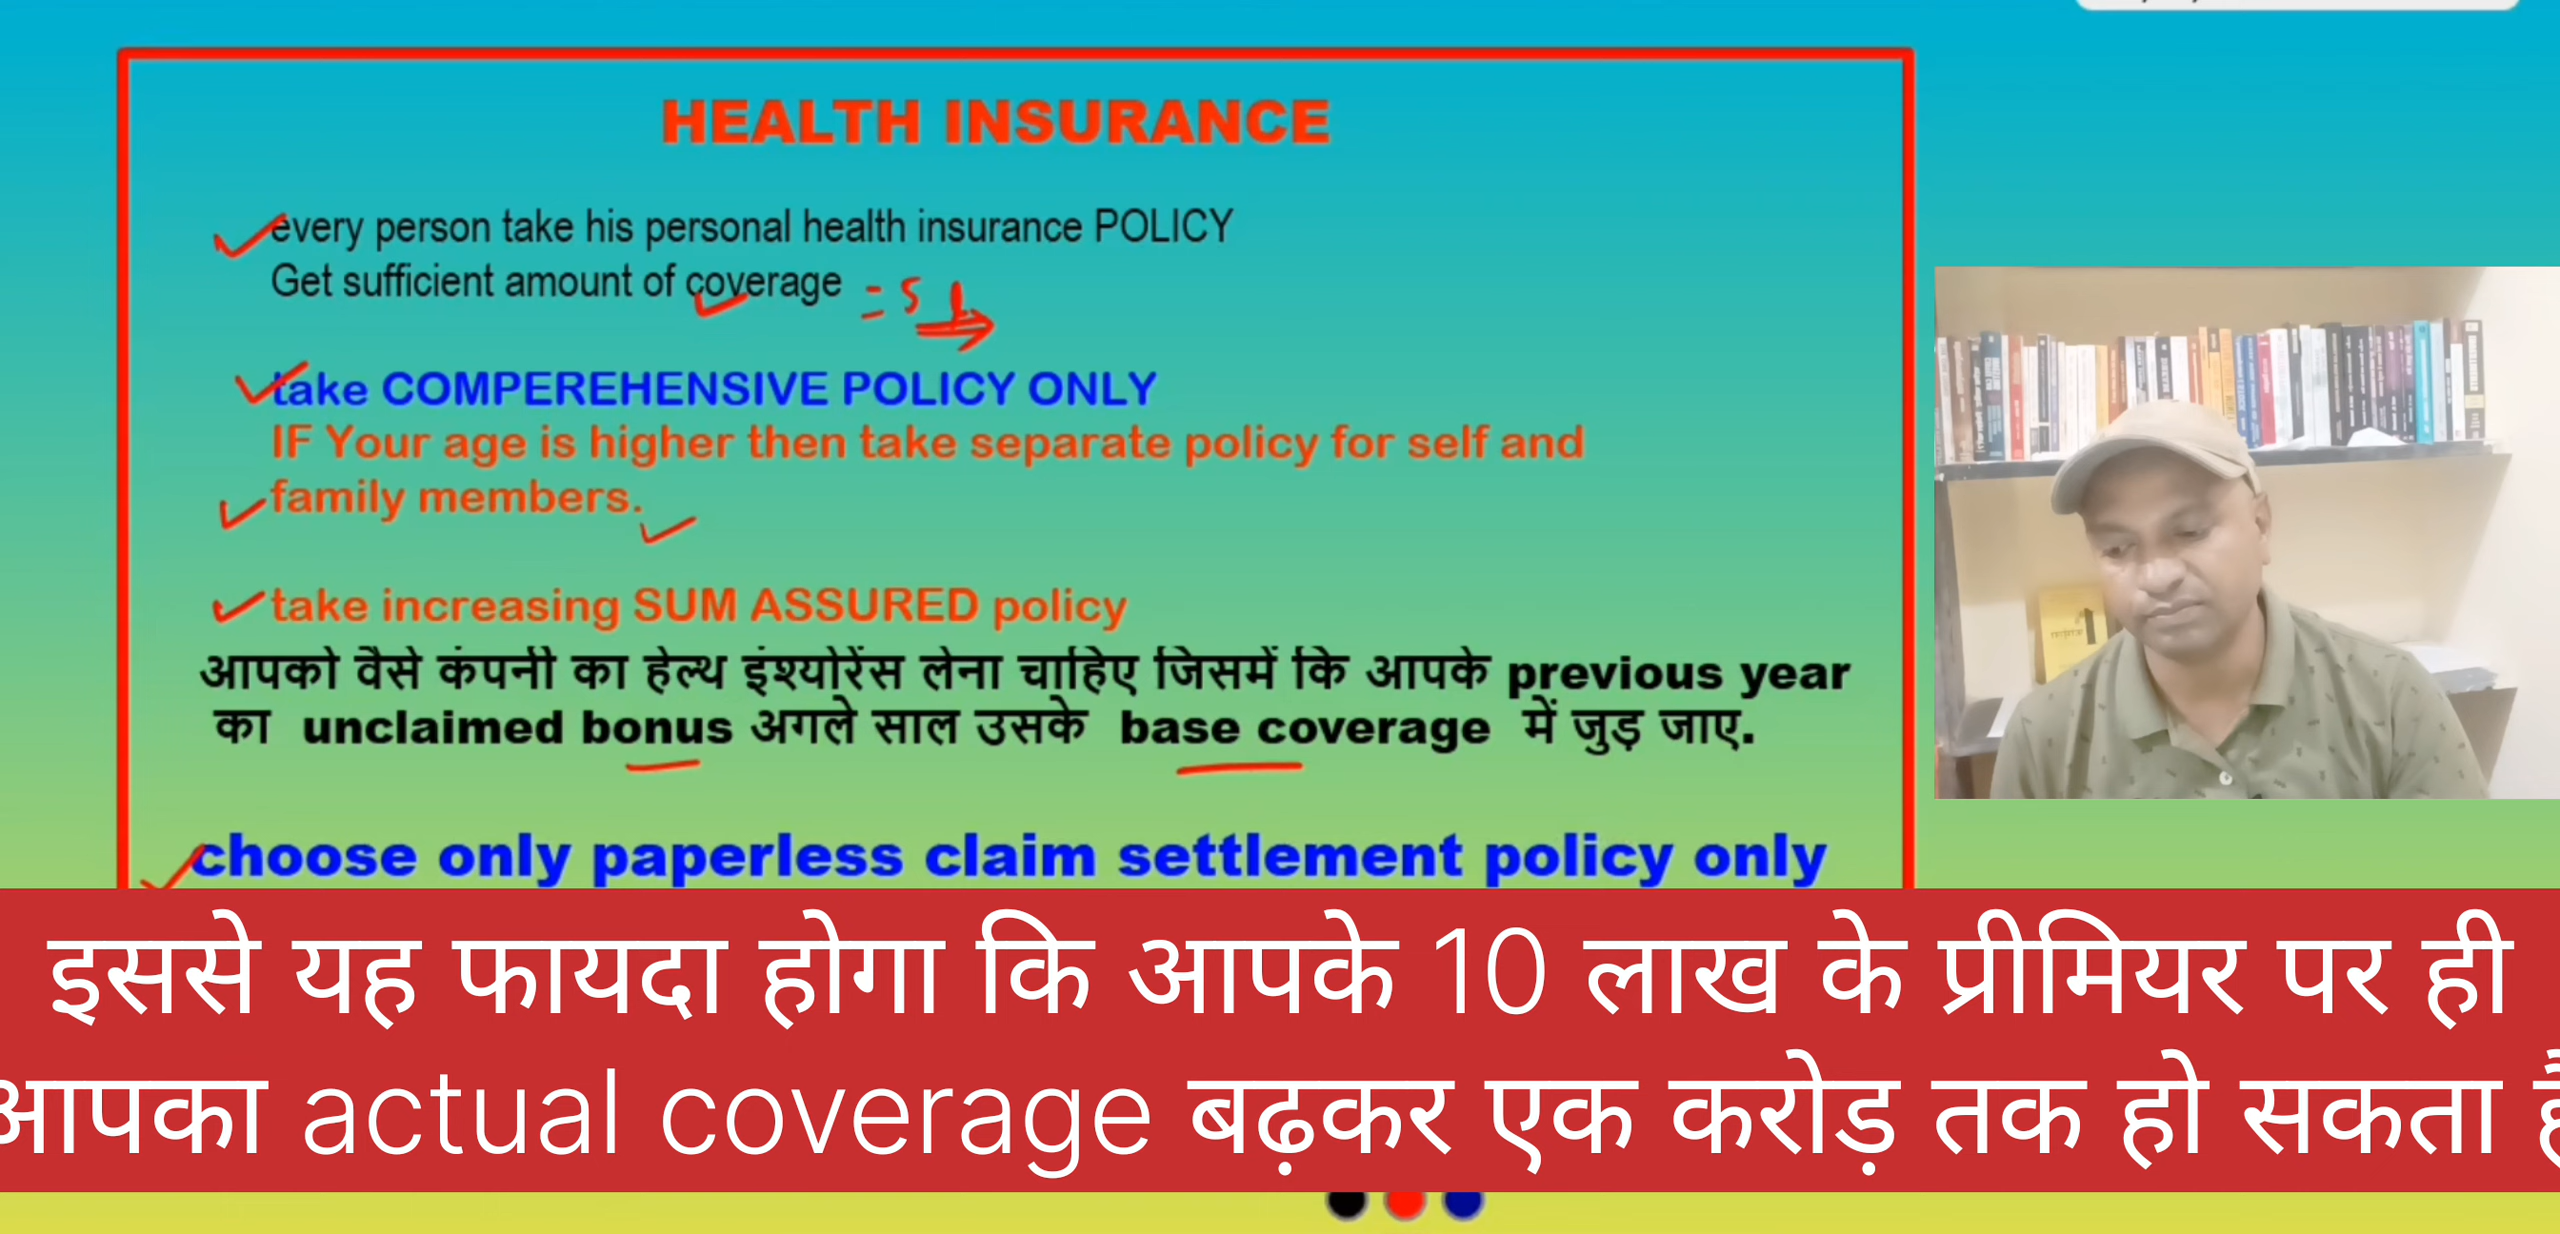 HEALTH INSURANCE
every person take his personal health insurance POLICY
Get sufficient amount of coverage = 5 L
take COMPEREHENSIVE POLICY ONLY
IF Your age is higher then take separate policy for self and
family members.
take increasing SUM ASSURED policy
आपको वैसे कंपनी का हेल्थ इंश्योरेंस लेना चाहिए जिसमें कि आपके previous year
का unclaimed bonus अगले साल उसके base coverage में जुड़ जाए.
choose only paperless claim settlement policy only
इससे यह फायदा होगा कि आपके 10 लाख के प्रीमियर पर ही
आपका actual coverage बढ़कर एक करोड़ तक हो सकता है